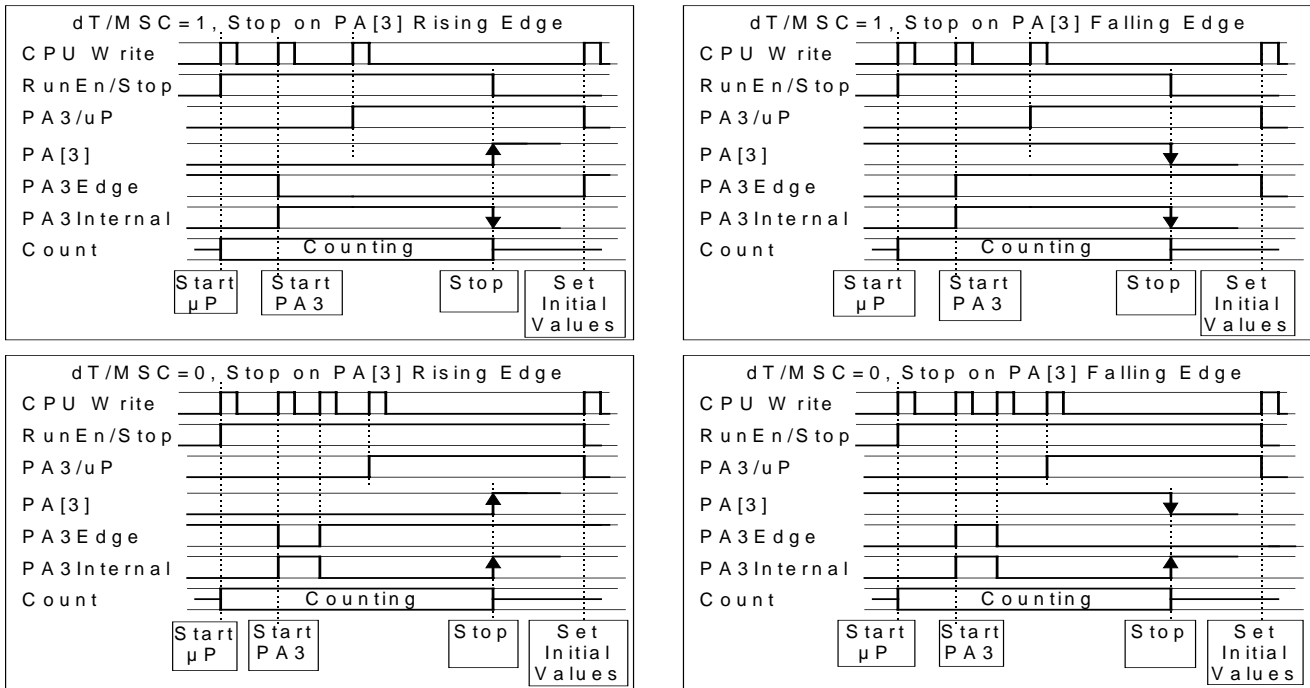 dT/MSC=1, Stop on PA[3] Rising Edge
CPU Write
RunEn/Stop
PA3/uP
PA[3]
PA3Edge
PA3Internal
Count
Counting
Start
µP
Start
PA3
Stop
Set
Initial
Values
dT/MSC=1, Stop on PA[3] Falling Edge
CPU Write
RunEn/Stop
PA3/uP
PA[3]
PA3Edge
PA3Internal
Count
Counting
Start
µP
Start
PA3
Stop
Set
Initial
Values
dT/MSC=0, Stop on PA[3] Rising Edge
CPU Write
RunEn/Stop
PA3/uP
PA[3]
PA3Edge
PA3Internal
Count
Counting
Start
µP
Start
PA3
Stop
Set
Initial
Values
dT/MSC=0, Stop on PA[3] Falling Edge
CPU Write
RunEn/Stop
PA3/uP
PA[3]
PA3Edge
PA3Internal
Count
Counting
Start
µP
Start
PA3
Stop
Set
Initial
Values